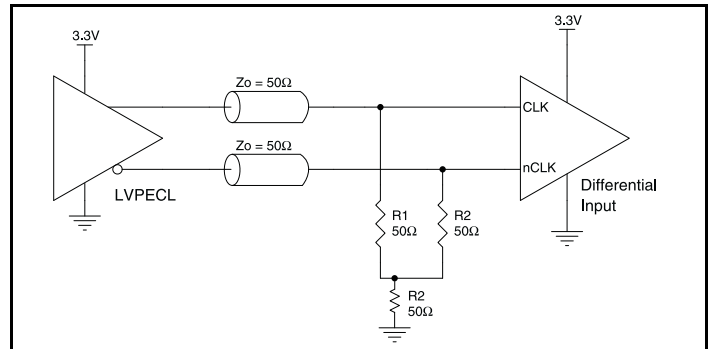 3.3V
3.3V
Zo = 50Ω
CLK
Zo = 50Ω
nCLK
LVPECL
Differential
Input
R1
50Ω
R2
50Ω
R2
50Ω